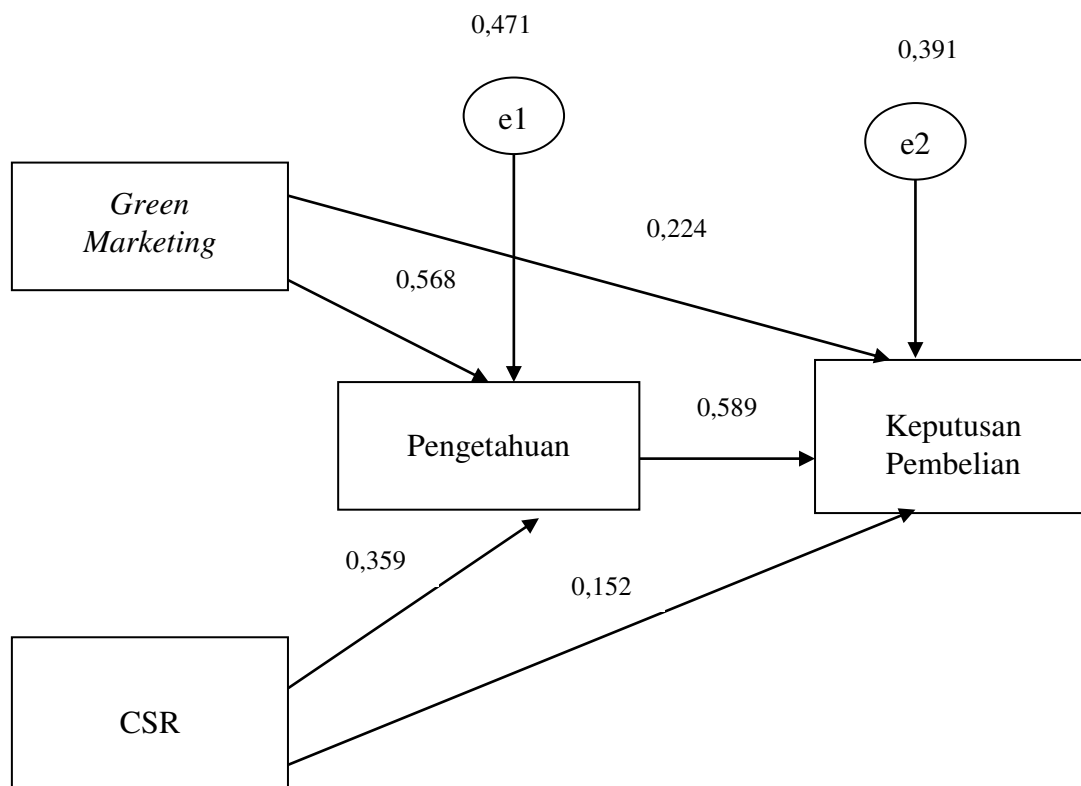 0,471
0,391
e1
e2
Green
Marketing
0,224
0,568
0,589
Pengetahuan
Keputusan
Pembelian
0,359
0,152
CSR